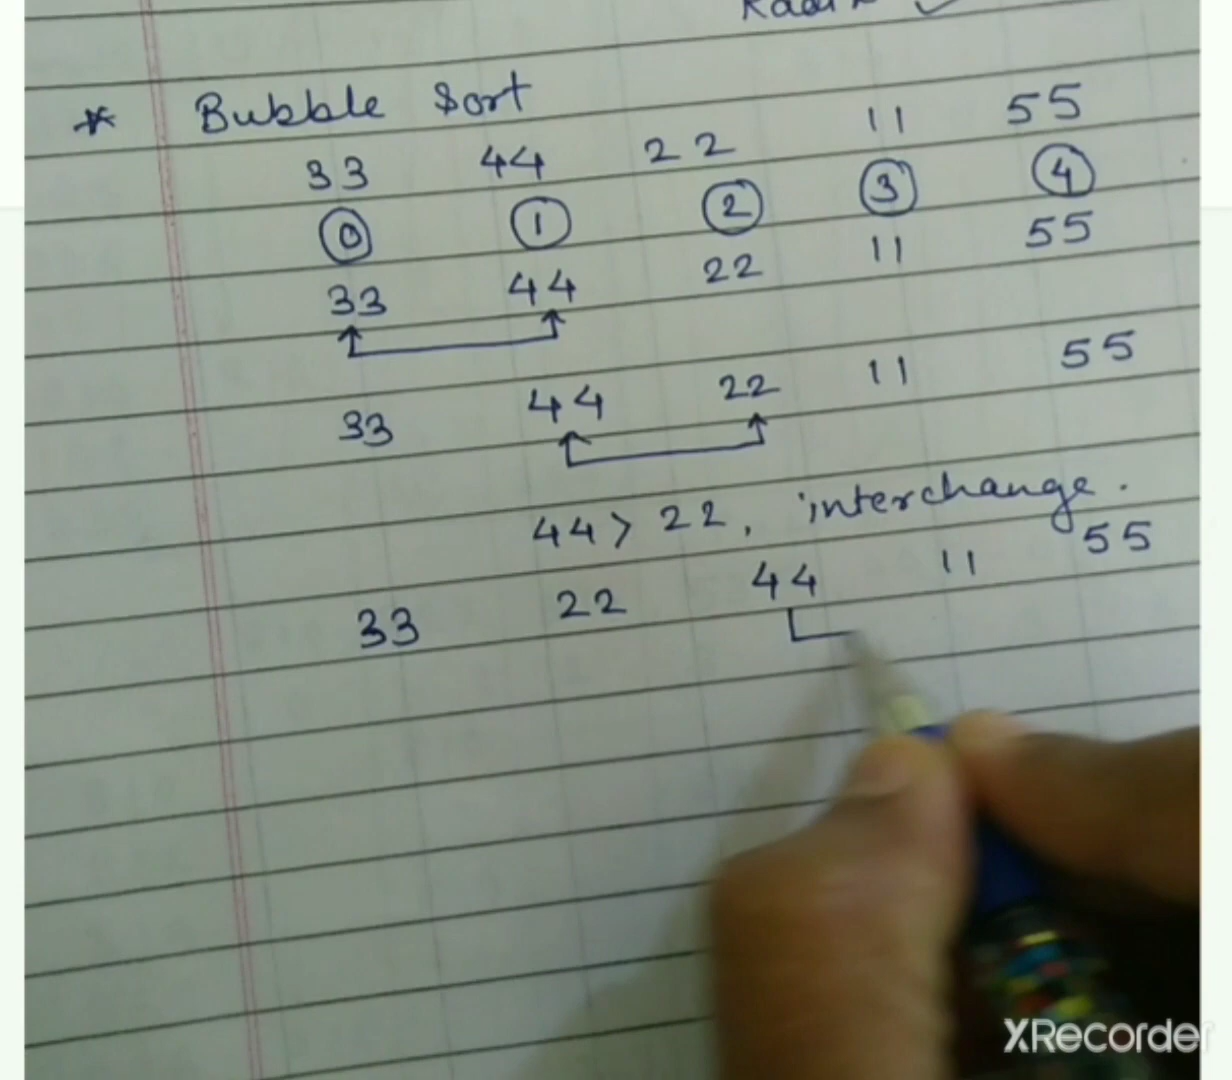 Radix ✓
* Bubble Sort
33 44 22 11 55
0 1 2 3 4
33 44 22 11 55
33 44 22 11 55
44 > 22, interchange.
33 22 44 11 55
XRecorder